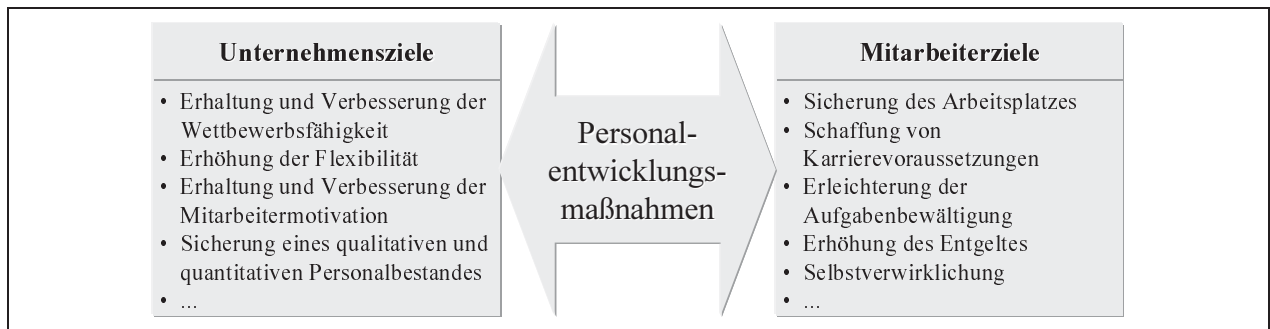 Unternehmensziele
• Erhaltung und Verbesserung der
Wettbewerbsfähigkeit
• Erhöhung der Flexibilität
• Erhaltung und Verbesserung der
Mitarbeitermotivation
• Sicherung eines qualitativen und
quantitativen Personalbestandes
• ...
Personal-
entwicklungs-
maßnahmen
Mitarbeiterziele
• Sicherung des Arbeitsplatzes
• Schaffung von
Karrierevoraussetzungen
• Erleichterung der
Aufgabenbewältigung
• Erhöhung des Entgeltes
• Selbstverwirklichung
• ...